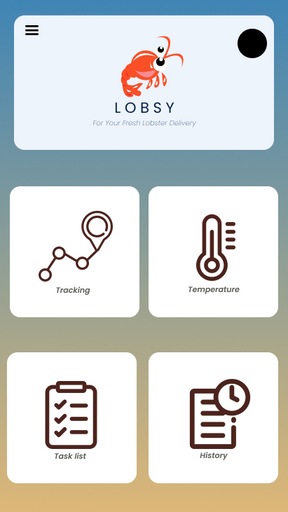 LOBSY
For Your Fresh Lobster Delivery
Tracking
Temperature
Task list
History